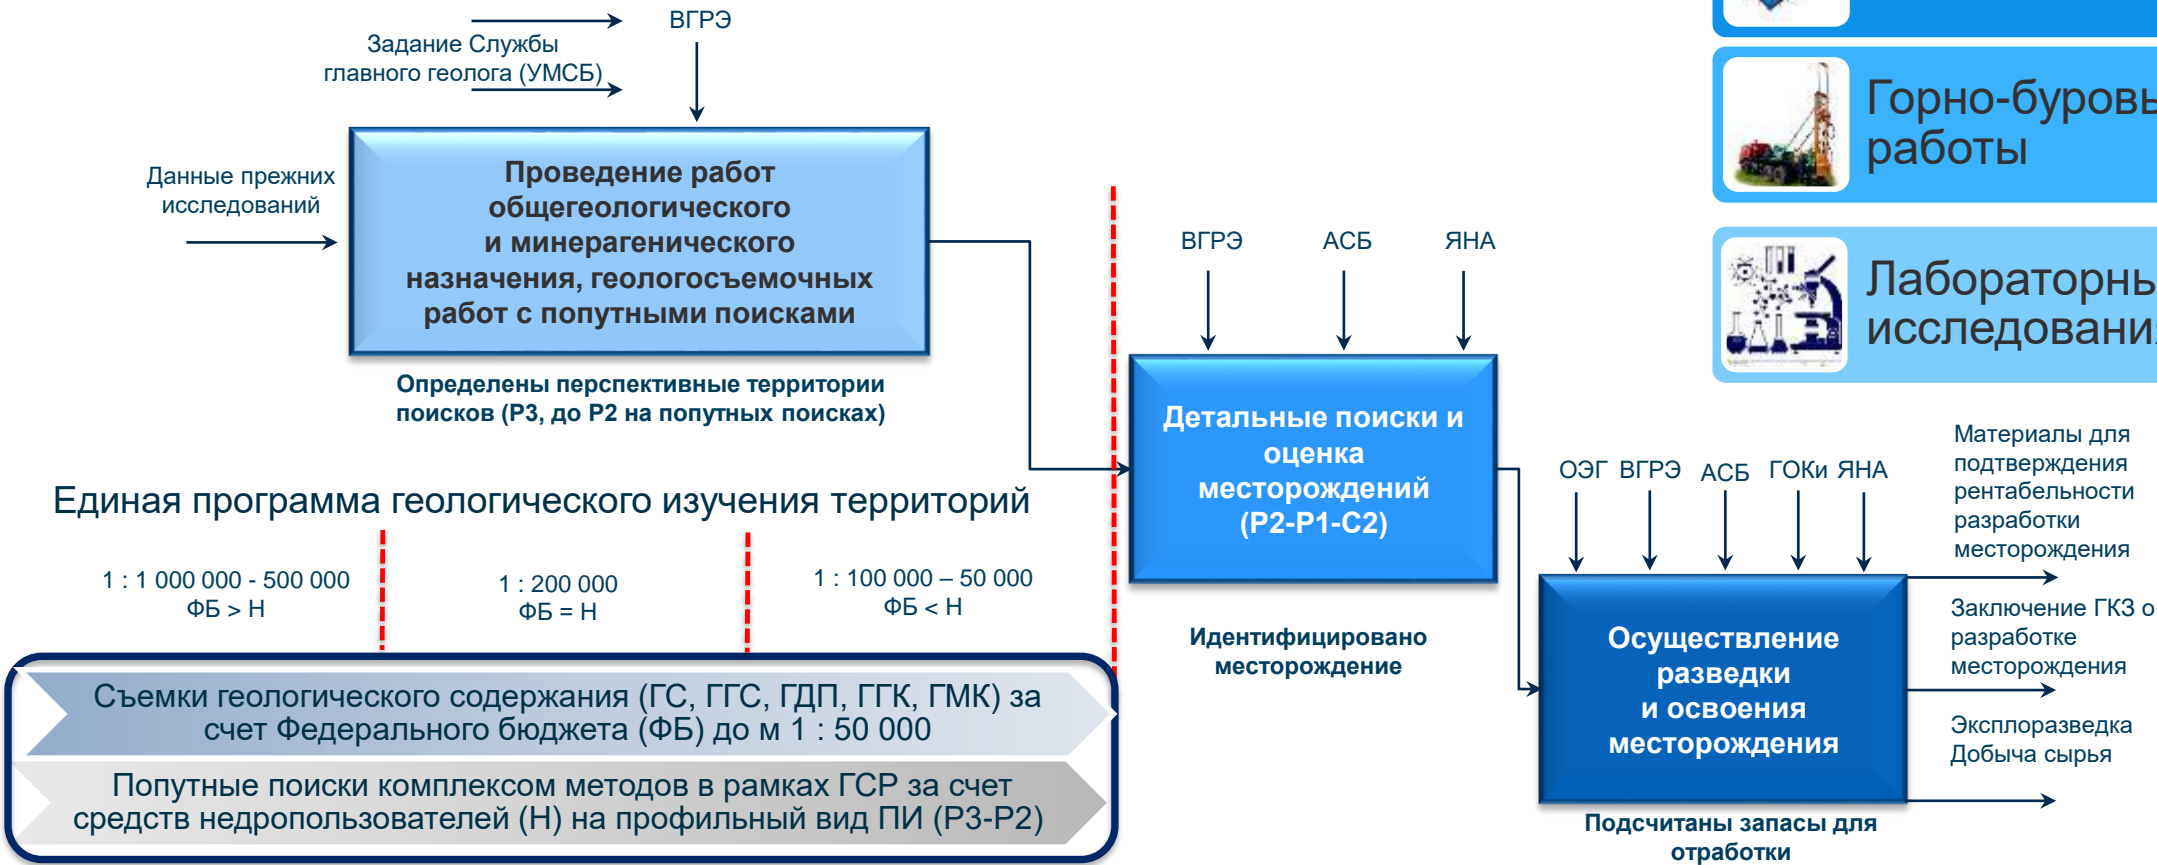 ВГРЭ
Задание Службы
главного геолога (УМСБ)
Данные прежних
исследований
Проведение работ
общегеологического
и минерагенического
назначения, геологосъемочных
работ с попутными поисками
Определены перспективные территории
поисков (Р3, до Р2 на попутных поисках)
Горно-буровы
работы
Лабораторны
исследования
ВГРЭ
АСБ
ЯНА
Детальные поиски и
оценка
месторождений
(Р2-Р1-С2)
Идентифицировано
месторождение
Единая программа геологического изучения территорий
1 : 1 000 000 - 500 000
ФБ > Н
1 : 200 000
ФБ = Н
1 : 100 000 – 50 000
ФБ < Н
Съемки геологического содержания (ГС, ГГС, ГДП, ГГК, ГМК) за
счет Федерального бюджета (ФБ) до м 1 : 50 000
Попутные поиски комплексом методов в рамках ГСР за счет
средств недропользователей (Н) на профильный вид ПИ (Р3-Р2)
ОЭГ
ВГРЭ
АСБ
ГОКи
ЯНА
Осуществление
разведки
и освоения
месторождения
Подсчитаны запасы для
отработки
Материалы для
подтверждения
рентабельности
разработки
месторождения
Заключение ГКЗ о
разработке
месторождения
Эксплоразведка
Добыча сырья